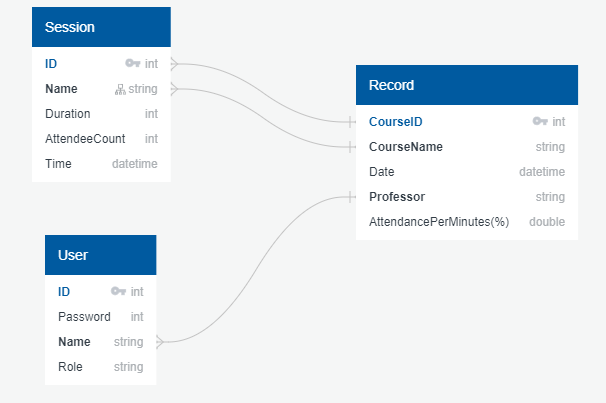 Session
ID int
Name string
Duration int
AttendeeCount int
Time datetime
Record
CourseID int
CourseName string
Date datetime
Professor string
AttendancePerMinutes(%) double
User
ID int
Password int
Name string
Role string